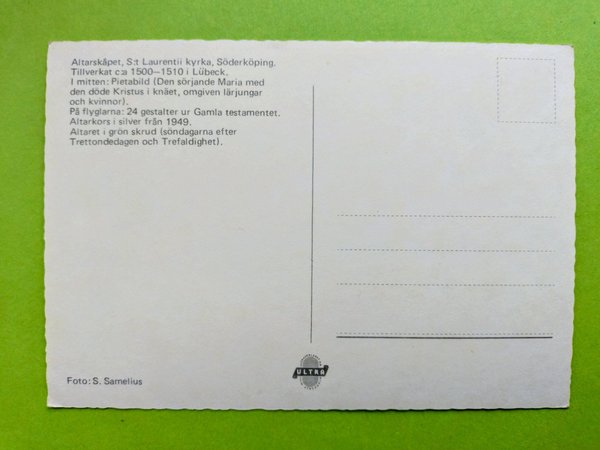 Altarskåpet, S:t Laurentii kyrka, Söderköping.
Tillverkat c:a 1500—1510 i Lübeck.
I mitten: Pietabild (Den sörjande Maria med
den döde Kristus i knäet, omgiven lärjungar
och kvinnor).
På flyglarna: 24 gestalter ur Gamla testamentet.
Altarkors i silver från 1949.
Altaret i grön skrud (söndagarna efter
Trettondedagen och Trefaldighet).
Foto: S. Samelius
ULTRA